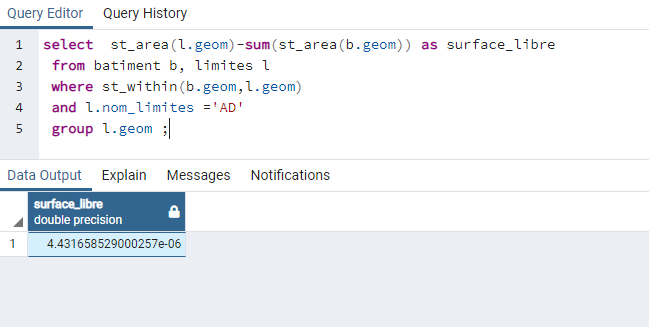 Query Editor Query History
1 select  st_area(l.geom)-sum(st_area(b.geom)) as surface_libre
2 from batiment b, limites l
3 where st_within(b.geom,l.geom)
4 and l.nom_limites ='AD'
5 group l.geom ;
Data Output Explain Messages Notifications
surface_libre
double precision
1 4.431658529000257e-06